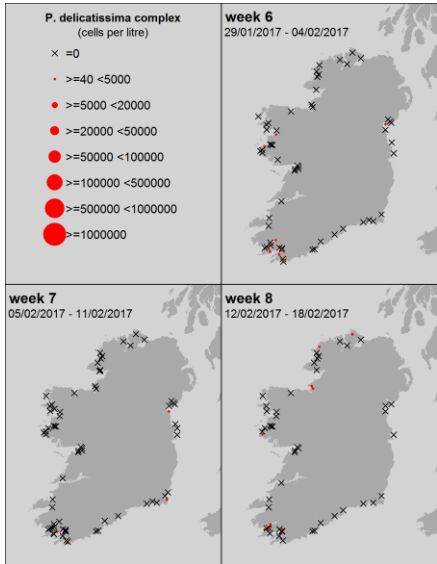 P. delicatissima complex
(cells per litre)
=0
>=40 <5000
>=5000 <20000
>=20000 <50000
>=50000 <100000
>=100000 <500000
>=500000 <1000000
>=1000000
week 6
29/01/2017 - 04/02/2017
week 7
05/02/2017 - 11/02/2017
week 8
12/02/2017 - 18/02/2017